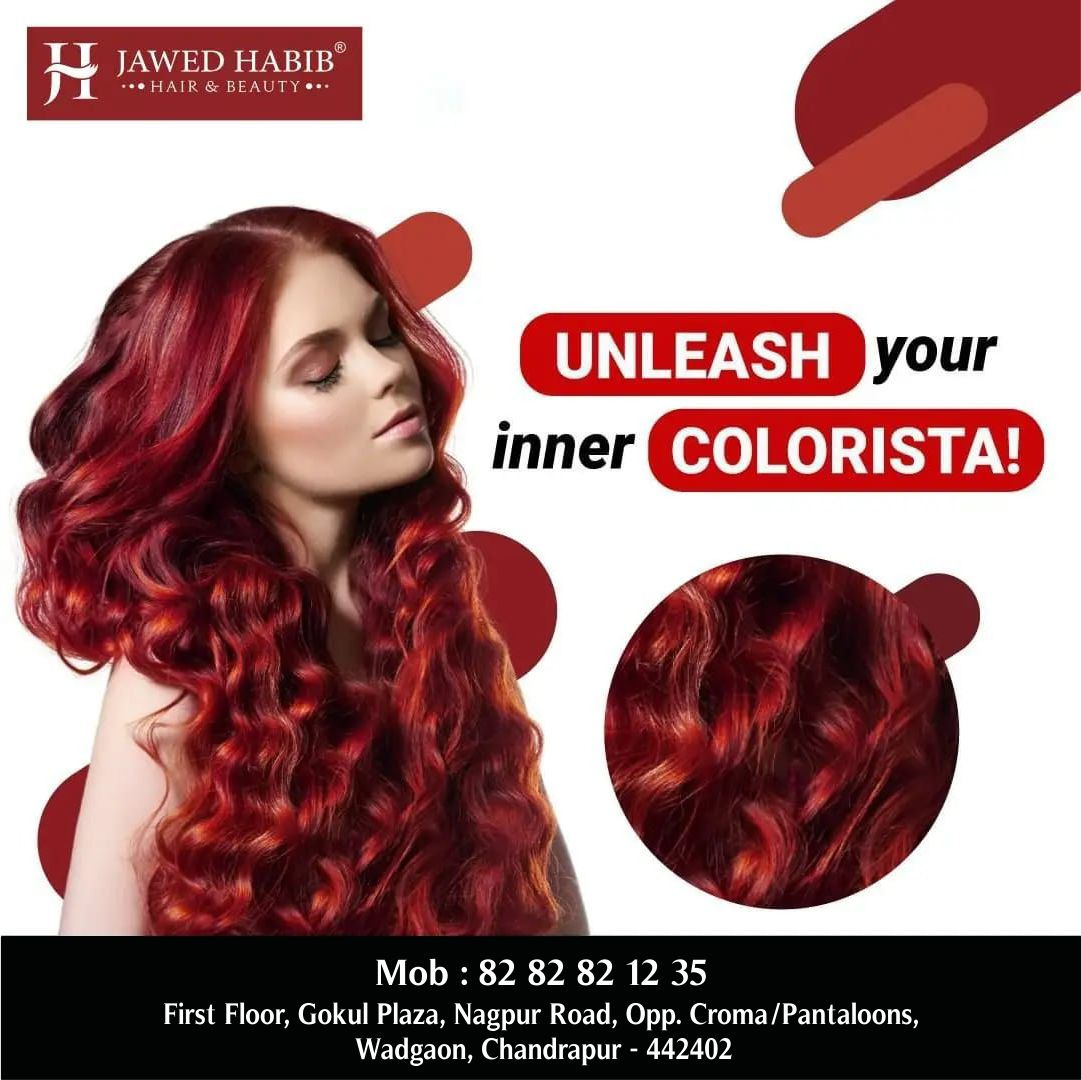 JAWED HABIB®
HAIR & BEAUTY
UNLEASH your
inner COLORISTA!
Mob : 82 82 82 12 35
First Floor, Gokul Plaza, Nagpur Road, Opp. Croma/Pantaloons,
Wadgaon, Chandrapur - 442402